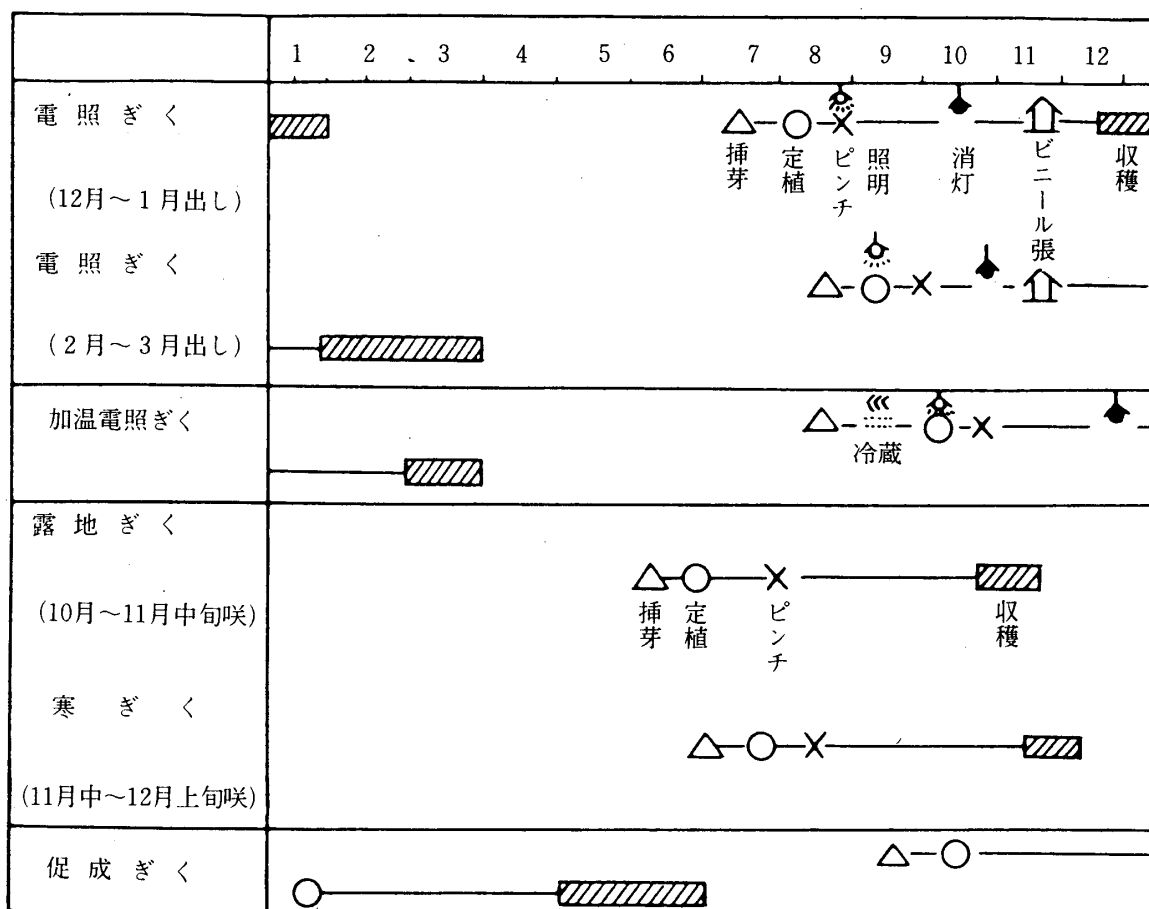 1 2 3 4 5 6 7 8 9 10 11 12
電照ぎく
(12月～1月出し)
挿芽
定植
ピンチ
照明
消灯
ビニール張
収穫
電照ぎく
(2月～3月出し)
加温電照ぎく
冷蔵
露地ぎく
(10月～11月中旬咲)
挿芽
定植
ピンチ
収穫
寒ぎく
(11月中～12月上旬咲)
促成ぎく